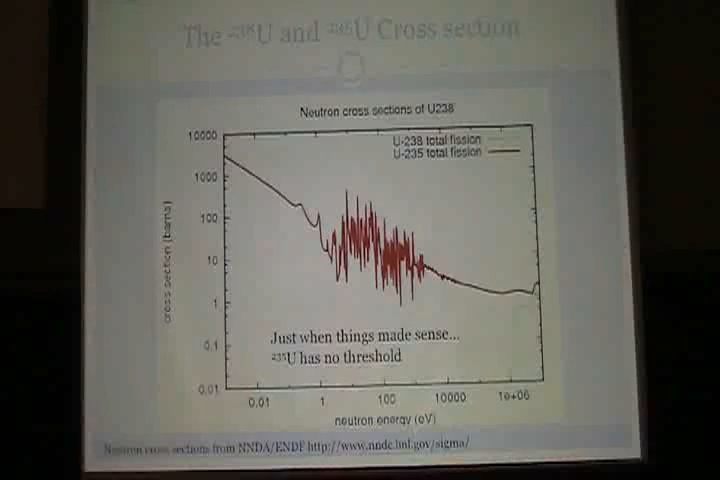 The ²³⁸U and ²³⁵U Cross section
Neutron cross sections of U238
U-238 total fission
U-235 total fission
10000
1000
100
10
1
0.1
0.01
cross section (barns)
Just when things made sense...
²³⁵U has no threshold
0.01 1 100 10000 1e+06
neutron energy (eV)
Neutron cross sections from NNDA/ENDF http://www.nndc.bnl.gov/sigma/